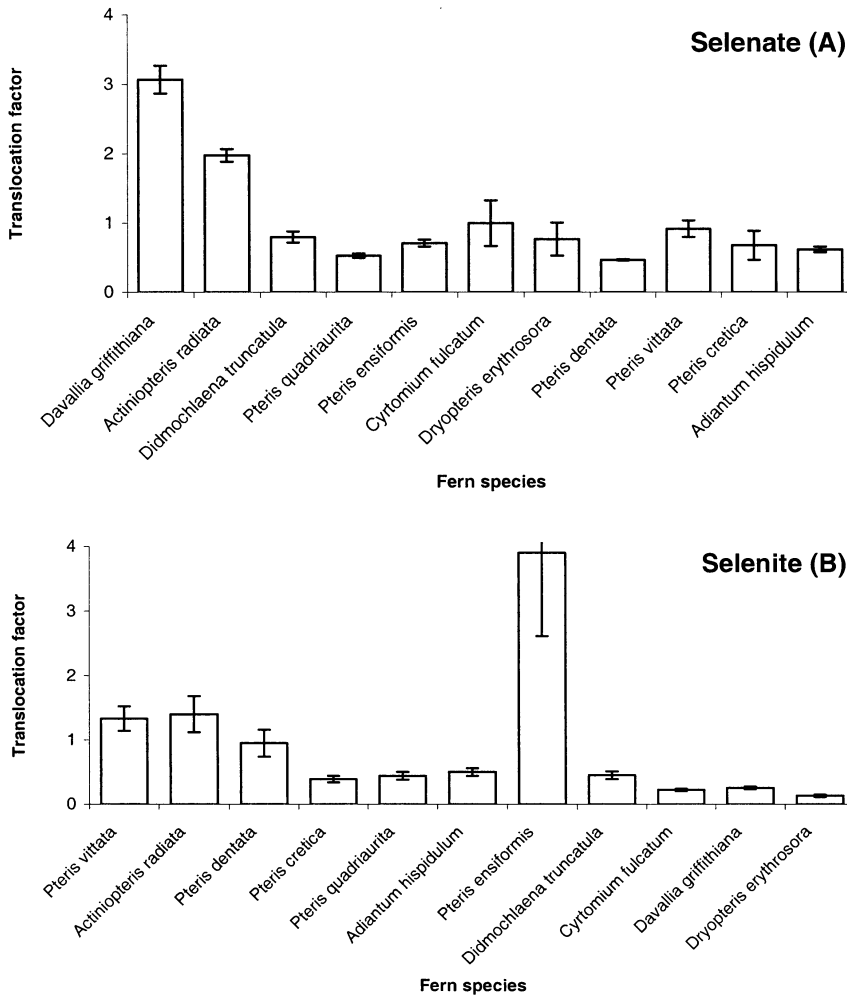 Selenate (A)
Translocation factor
4
3
2
1
0
Davallia griffithiana
Actiniopteris radiata
Didmochlaena truncatula
Pteris quadriaurita
Pteris ensiformis
Cyrtomium fulcatum
Dryopteris erythrosora
Pteris dentata
Pteris vittata
Pteris cretica
Adiantum hispidulum
Fern species
Selenite (B)
Translocation factor
4
3
2
1
0
Pteris vittata
Actiniopteris radiata
Pteris dentata
Pteris cretica
Pteris quadriaurita
Adiantum hispidulum
Pteris ensiformis
Didmochlaena truncatula
Cyrtomium fulcatum
Davallia griffithiana
Dryopteris erythrosora
Fern species